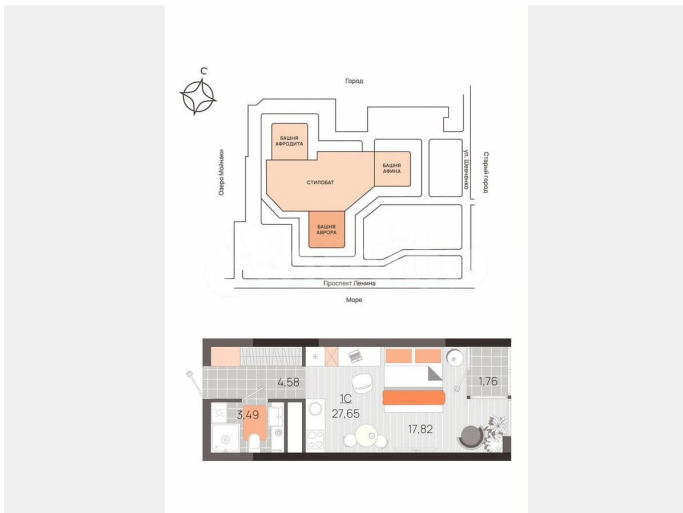 С
Город
БАШНЯ
АФРОДИТА
БАШНЯ
АФИНА
СТИЛОБАТ
БАШНЯ
АВРОРА
Озеро Мойнаки
ул. Шевченко
Старый город
Проспект Ленина
Море
4,58
1,76
1С
27,65
3,49
17,82